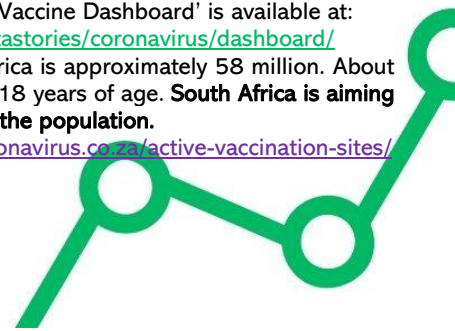 Vaccine Dashboard’ is available at:
tastories/coronavirus/dashboard/
rica is approximately 58 million. About
18 years of age. South Africa is aiming
the population.
onavirus.co.za/active-vaccination-sites/